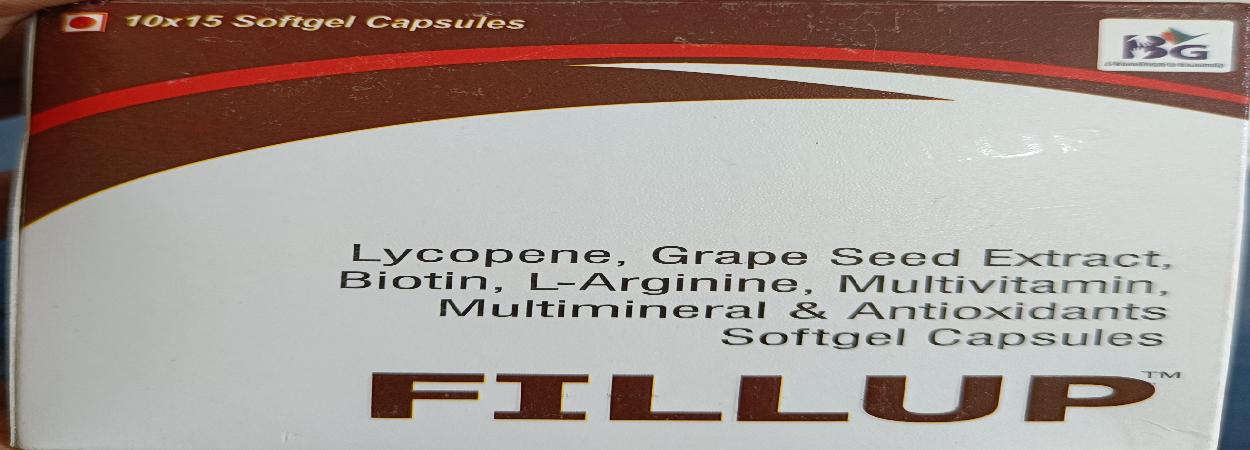 10x15 Softgel Capsules
BG
Lycopene, Grape Seed Extract,
Biotin, L-Arginine, Multivitamin,
Multimineral & Antioxidants
Softgel Capsules
FILLUP™